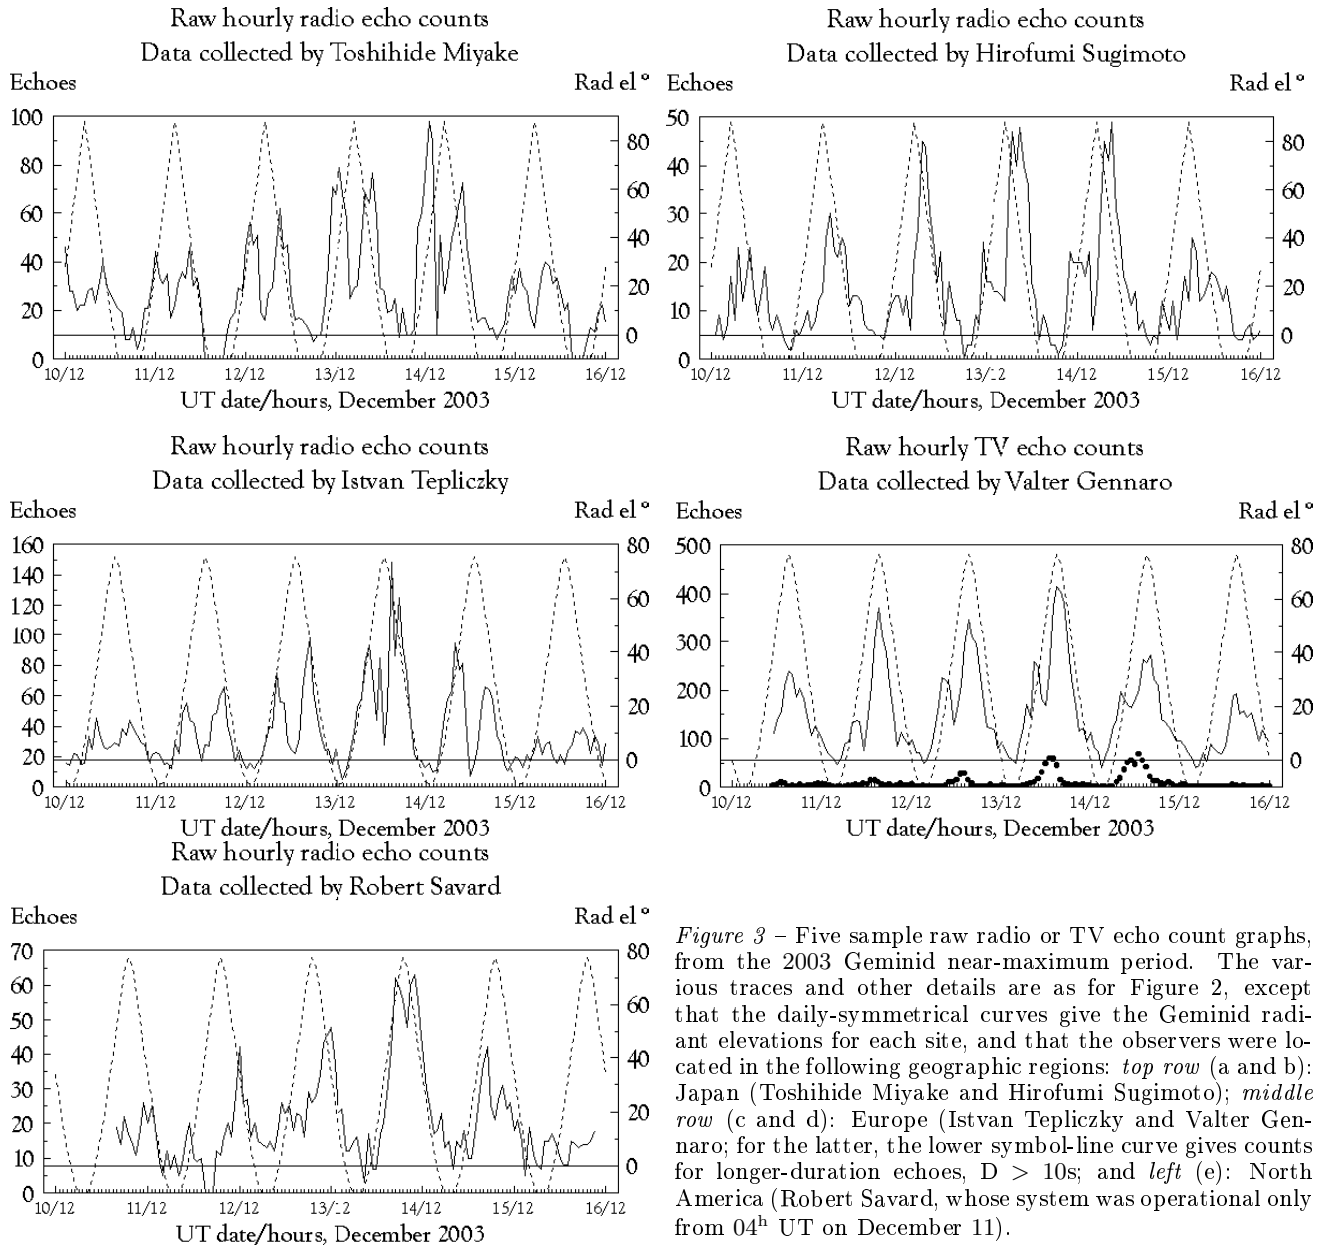 Raw hourly radio echo counts
Data collected by Toshihide Miyake
Echoes
Rad el °
100
80
60
40
20
0
80
60
40
20
0
10/12 11/12 12/12 13/12 14/12 15/12 16/12
UT date/hours, December 2003
Raw hourly radio echo counts
Data collected by Hirofumi Sugimoto
Echoes
Rad el °
50
40
30
20
10
0
80
60
40
20
0
10/12 11/12 12/12 13/12 14/12 15/12 16/12
UT date/hours, December 2003
Raw hourly radio echo counts
Data collected by Istvan Tepliczky
Echoes
Rad el °
160
140
120
100
80
60
40
20
0
80
60
40
20
0
10/12 11/12 12/12 13/12 14/12 15/12 16/12
UT date/hours, December 2003
Raw hourly TV echo counts
Data collected by Valter Gennaro
Echoes
Rad el °
500
400
300
200
100
0
80
60
40
20
0
10/12 11/12 12/12 13/12 14/12 15/12 16/12
UT date/hours, December 2003
Raw hourly radio echo counts
Data collected by Robert Savard
Echoes
Rad el °
70
60
50
40
30
20
10
0
80
60
40
20
0
10/12 11/12 12/12 13/12 14/12 15/12 16/12
UT date/hours, December 2003
Figure 3 – Five sample raw radio or TV echo count graphs,
from the 2003 Geminid near-maximum period. The var-
ious traces and other details are as for Figure 2, except
that the daily-symmetrical curves give the Geminid radi-
ant elevations for each site, and that the observers were lo-
cated in the following geographic regions: top row (a and b):
Japan (Toshihide Miyake and Hirofumi Sugimoto); middle
row (c and d): Europe (Istvan Tepliczky and Valter Gen-
naro; for the latter, the lower symbol-line curve gives counts
for longer-duration echoes, D > 10s; and left (e): North
America (Robert Savard, whose system was operational only
from 04ʰ UT on December 11).